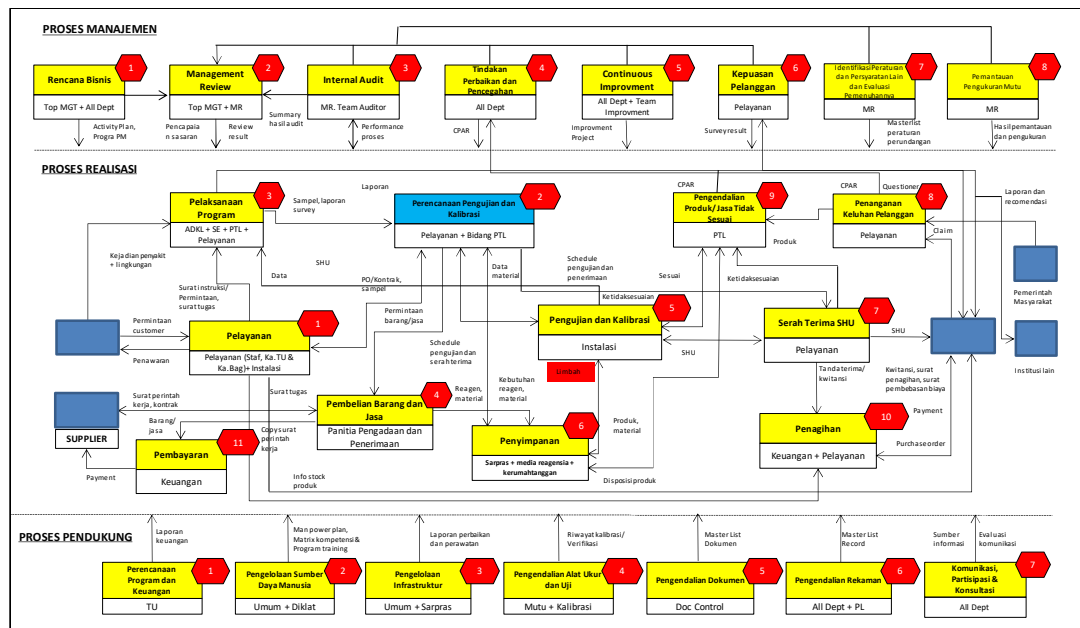 PROSES MANAJEMEN
1
Rencana Bisnis
Top MGT + All Dept
2
Management
Review
Top MGT + MR
3
Internal Audit
MR. Team Auditor
4
Tindakan
Perbaikan dan
Pencegahan
All Dept
5
Continuous
Improvment
All Dept + Team
Improvment
6
Kepuasan
Pelanggan
Pelayanan
7
Identifikasi Peraturan
dan Persyaratan Lain
dan Evaluasi
Pemenuhannya
MR
8
Pemantauan
Pengukuran Mutu
MR
Activity Plan,
Progra PM
Pencapaia
n sasaran
Review
result
Summary
hasil audit
Performance
proses
CPAR
Improvment
Project
Survey result
Masterlist
peraturan
perundangan
Hasil pemantauan
dan pengukuran
PROSES REALISASI
3
Pelaksanaan
Program
ADKL + SE + PTL +
Pelayanan
Sampel, laporan
survey
Laporan
2
Perencanaan Pengujian dan
Kalibrasi
Pelayanan + Bidang PTL
CPAR
9
Pengendalian
Produk/ Jasa Tidak
Sesuai
PTL
CPAR
Questioner
8
Penanganan
Keluhan Pelanggan
Pelayanan
Produk
Claim
Laporan dan
recomendasi
Pemerintah
Masyarakat
Institusi lain
Kejadian penyakit
+ lingkungan
Data
SHU
Surat instruksi/
Permintaan,
surat tugas
PO/Kontrak,
sampel
Permintaan
barang/jasa
Data
material
Schedule
pengujian dan
penerimaan
Sesuai
Ketidaksesuaian
Ketidaksesuaian
Permintaan
customer
Penawaran
1
Pelayanan
Pelayanan (Staf, Ka.TU &
Ka.Bag)+ Instalasi
5
Pengujian dan Kalibrasi
Instalasi
Limbah
SHU
7
Serah Terima SHU
Pelayanan
SHU
Schedule
pengujian dan
serah terima
Tanda terima/
kwitansi
Kwitansi, surat
penagihan, surat
pembebasan biaya
Surat perintah
kerja, kontrak
Surat tugas
4
Pembelian Barang dan
Jasa
Panitia Pengadaan dan
Penerimaan
Reagen,
material
Kebutuhan
reagen,
material
6
Penyimpanan
Sarpras + media reagensia +
kerumahtanggan
Produk,
material
Disposisi produk
10
Penagihan
Keuangan + Pelayanan
Payment
Purchase order
SUPPLIER
Barang/
jasa
Copy surat
perintah
kerja
11
Pembayaran
Keuangan
Payment
Info stock
produk
PROSES PENDUKUNG
Laporan
keuangan
Man power plan,
Matrix kompetensi &
Program training
Laporan perbaikan
dan perawatan
Riwayat kalibrasi/
Verifikasi
Master List
Dokumen
Master List
Record
Sumber
informasi
Evaluasi
komunikasi
1
Perencanaan
Program dan
Keuangan
TU
2
Pengelolaan Sumber
Daya Manusia
Umum + Diklat
3
Pengelolaan
Infrastruktur
Umum + Sarpras
4
Pengendalian Alat Ukur
dan Uji
Mutu + Kalibrasi
5
Pengendalian Dokumen
Doc Control
6
Pengendalian Rekaman
All Dept + PL
7
Komunikasi,
Partisipasi &
Konsultasi
All Dept